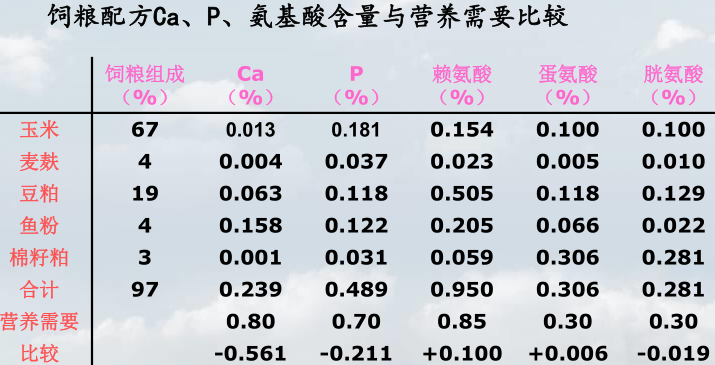 饲粮配方Ca、P、氨基酸含量与营养需要比较
饲粮组成 Ca P 赖氨酸 蛋氨酸 胱氨酸
（%） （%） （%） （%） （%） （%）
玉米 67 0.013 0.181 0.154 0.100 0.100
麦麸 4 0.004 0.037 0.023 0.005 0.010
豆粕 19 0.063 0.118 0.505 0.118 0.129
鱼粉 4 0.158 0.122 0.205 0.066 0.022
棉籽粕 3 0.001 0.031 0.059 0.306 0.281
合计 97 0.239 0.489 0.950 0.306 0.281
营养需要 0.80 0.70 0.85 0.30 0.30
比较 -0.561 -0.211 +0.100 +0.006 -0.019